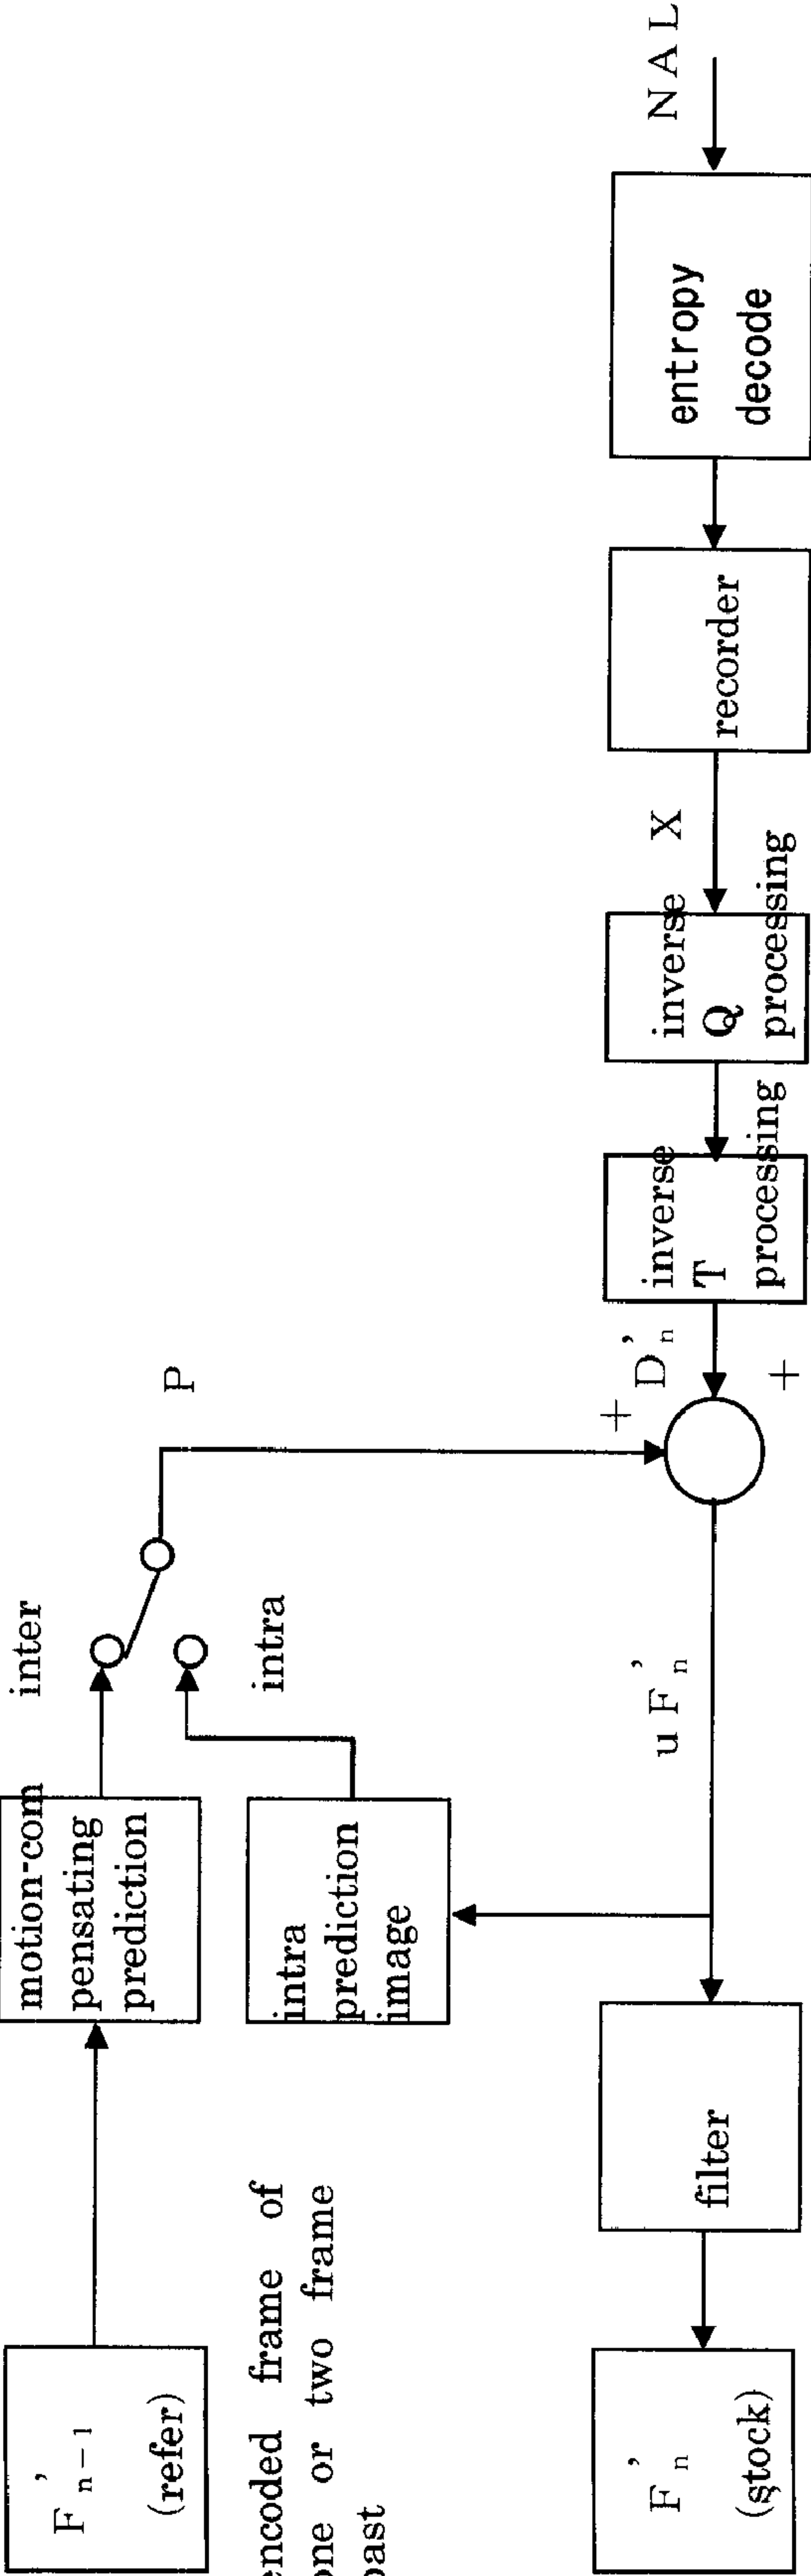 F'n−1
(refer)
encoded frame of
one or two frame
past
motion-com
pensating
prediction
inter
intra
prediction
image
intra
P
F'n
(stock)
filter
uF'n
+
D'n
+
inverse
T
processing
inverse
Q
processing
X
recorder
entropy
decode
NAL